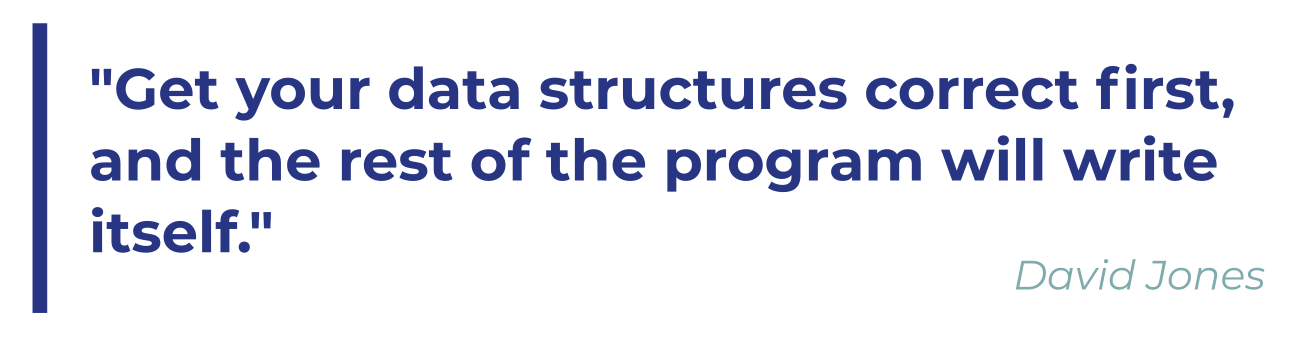 "Get your data structures correct first,
and the rest of the program will write
itself."
David Jones